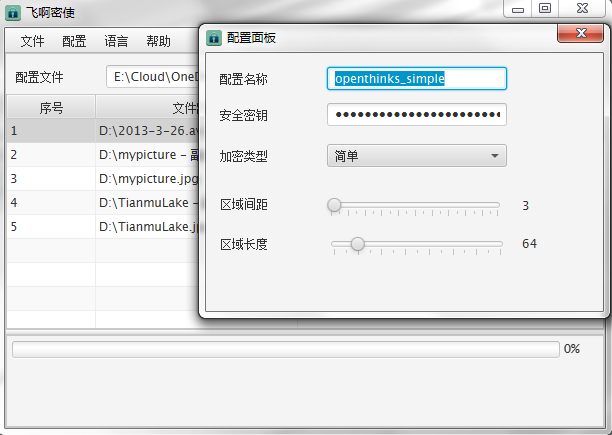 飞啊密使
文件 配置 语言 帮助
配置文件 E:\Cloud\OneD
序号 文件
1 D:\2013-3-26.av
2 D:\mypicture - 副
3 D:\mypicture.jpg
4 D:\TianmuLake -
5 D:\TianmuLake.jp
0%
配置面板
配置名称 openthinks_simple
安全密钥 ••••••••••••••••••••••••
加密类型 简单
区域间距 3
区域长度 64